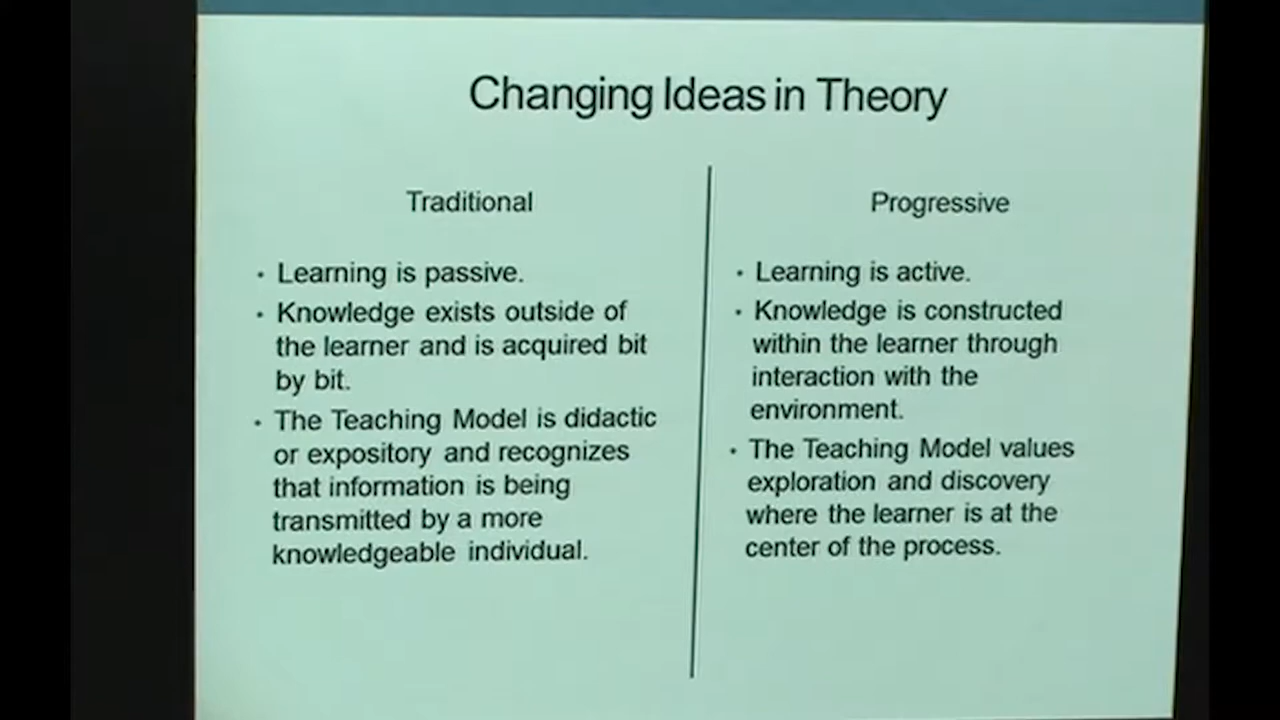 Changing Ideas in Theory
Traditional
• Learning is passive.
• Knowledge exists outside of
the learner and is acquired bit
by bit.
• The Teaching Model is didactic
or expository and recognizes
that information is being
transmitted by a more
knowledgeable individual.
Progressive
• Learning is active.
• Knowledge is constructed
within the learner through
interaction with the
environment.
• The Teaching Model values
exploration and discovery
where the learner is at the
center of the process.